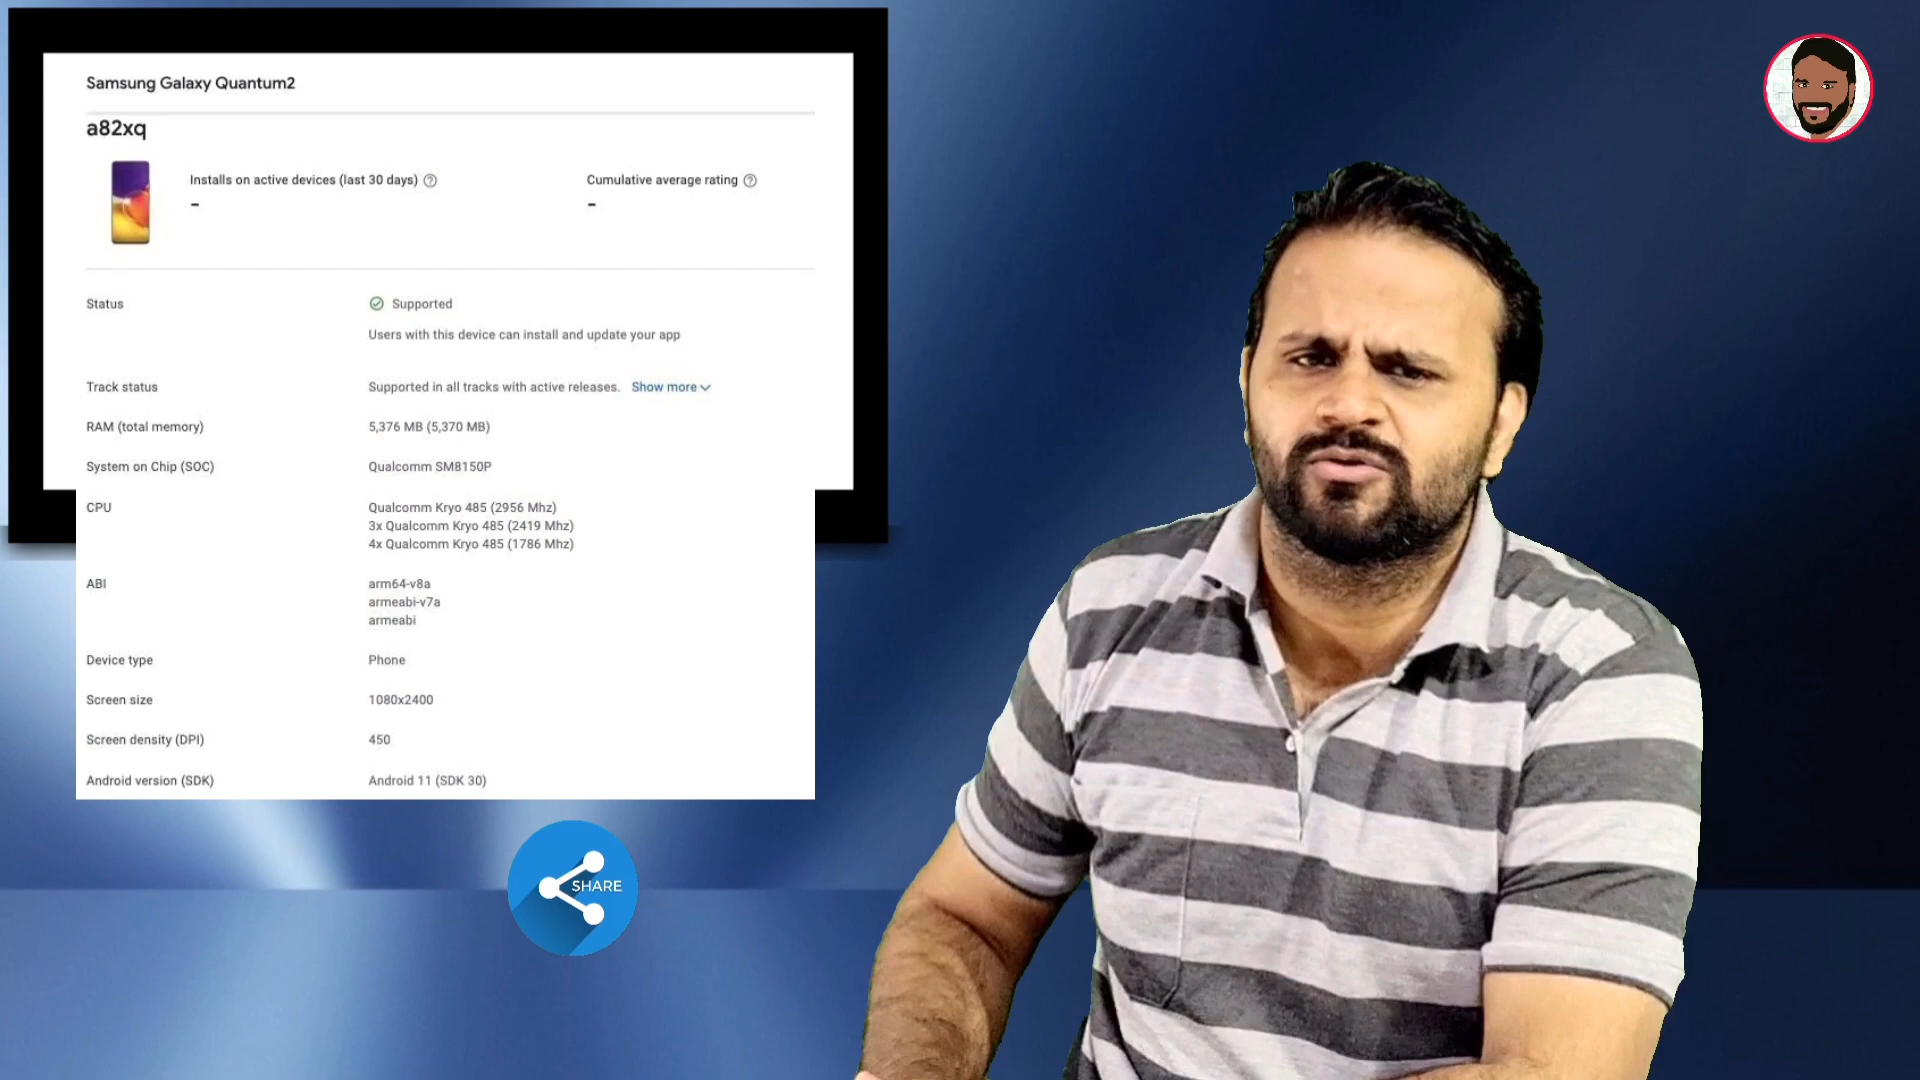 Samsung Galaxy Quantum2
a82xq
Installs on active devices (last 30 days)
-
Cumulative average rating
-
Status
Supported
Users with this device can install and update your app
Track status
Supported in all tracks with active releases. Show more
RAM (total memory)
5,376 MB (5,370 MB)
System on Chip (SOC)
Qualcomm SM8150P
CPU
Qualcomm Kryo 485 (2956 Mhz)
3x Qualcomm Kryo 485 (2419 Mhz)
4x Qualcomm Kryo 485 (1786 Mhz)
ABI
arm64-v8a
armeabi-v7a
armeabi
Device type
Phone
Screen size
1080x2400
Screen density (DPI)
450
Android version (SDK)
Android 11 (SDK 30)
SHARE